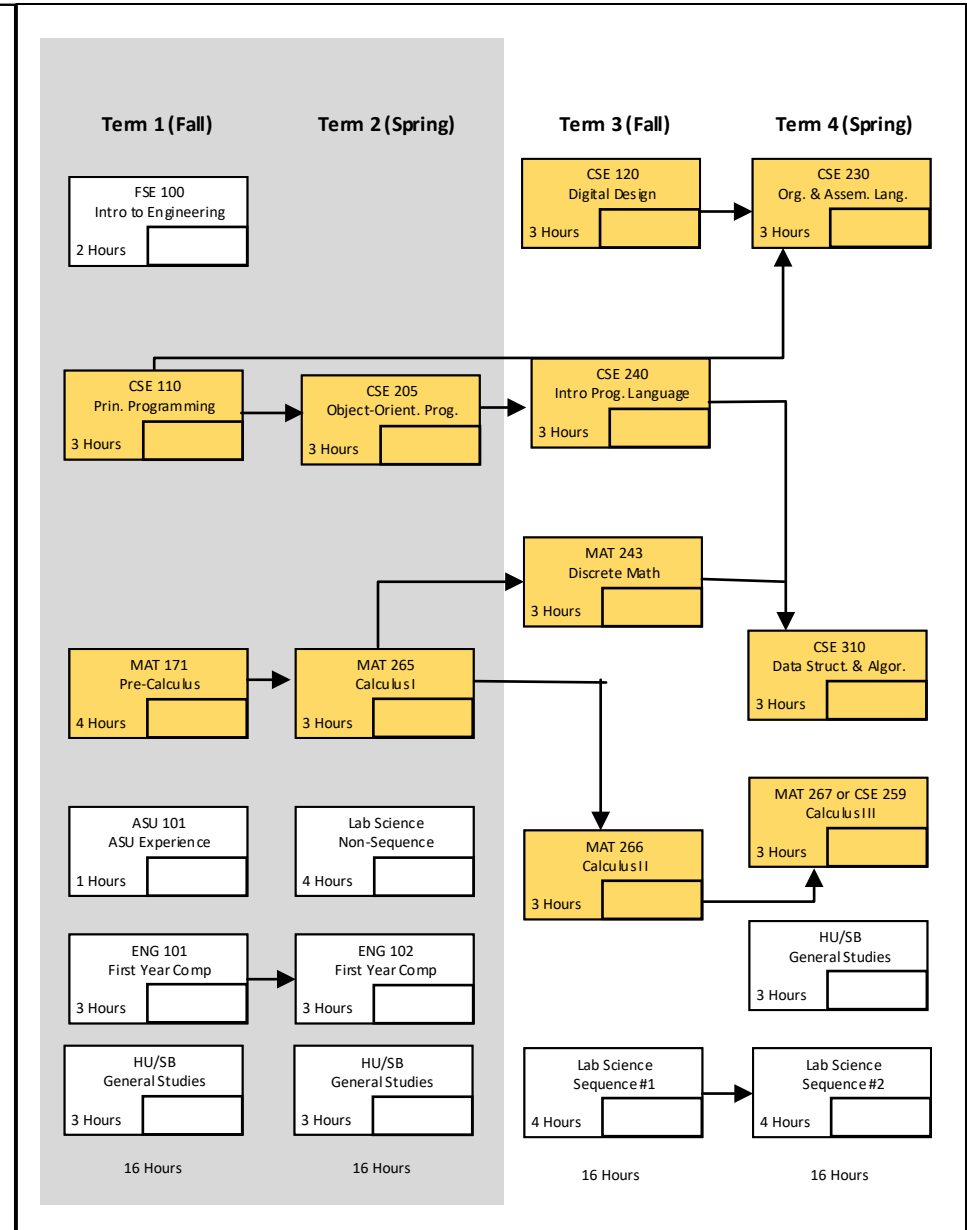 Term 1 (Fall)
Term 2 (Spring)
Term 3 (Fall)
Term 4 (Spring)
FSE 100
Intro to Engineering
2 Hours
CSE 120
Digital Design
3 Hours
CSE 230
Org. & Assem. Lang.
3 Hours
CSE 110
Prin. Programming
3 Hours
CSE 205
Object-Orient. Prog.
3 Hours
CSE 240
Intro Prog. Language
3 Hours
MAT 243
Discrete Math
3 Hours
MAT 171
Pre-Calculus
4 Hours
MAT 265
Calculus I
3 Hours
CSE 310
Data Struct. & Algor.
3 Hours
ASU 101
ASU Experience
1 Hours
Lab Science
Non-Sequence
4 Hours
MAT 266
Calculus II
3 Hours
MAT 267 or CSE 259
Calculus III
3 Hours
ENG 101
First Year Comp
3 Hours
ENG 102
First Year Comp
3 Hours
HU/SB
General Studies
3 Hours
HU/SB
General Studies
3 Hours
HU/SB
General Studies
3 Hours
Lab Science
Sequence #1
4 Hours
Lab Science
Sequence #2
4 Hours
16 Hours
16 Hours
16 Hours
16 Hours